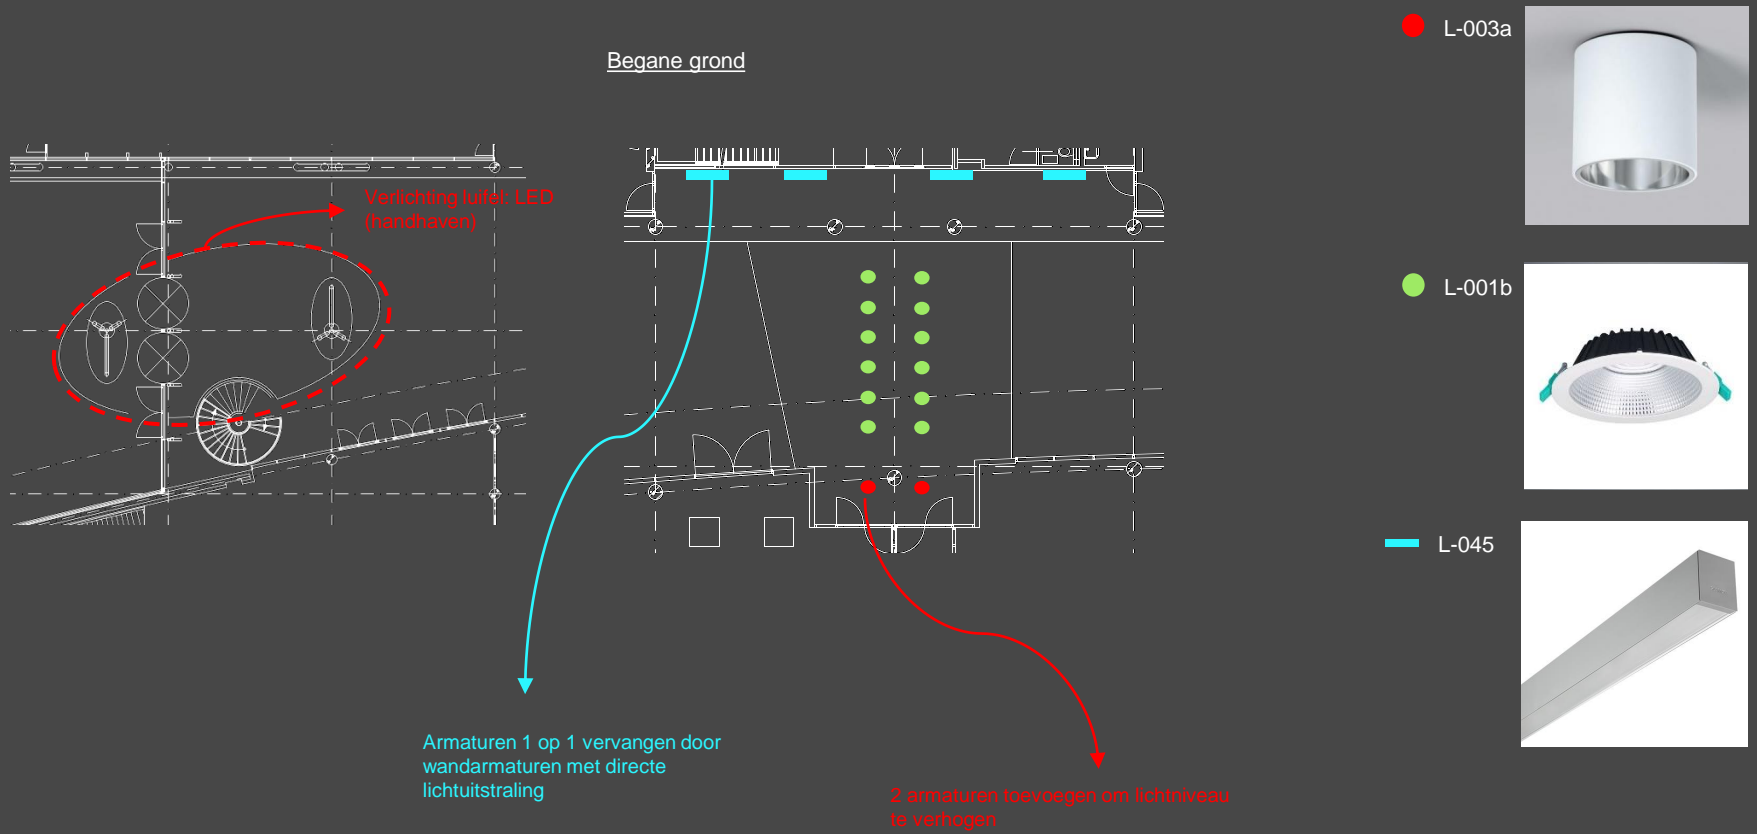 Begane grond
L-003a
Verlichting luifel: LED
(handhaven)
L-001b
L-045
Armaturen 1 op 1 vervangen door
wandarmaturen met directe
lichtuitstraling
2 armaturen toevoegen om lichtniveau
te verhogen